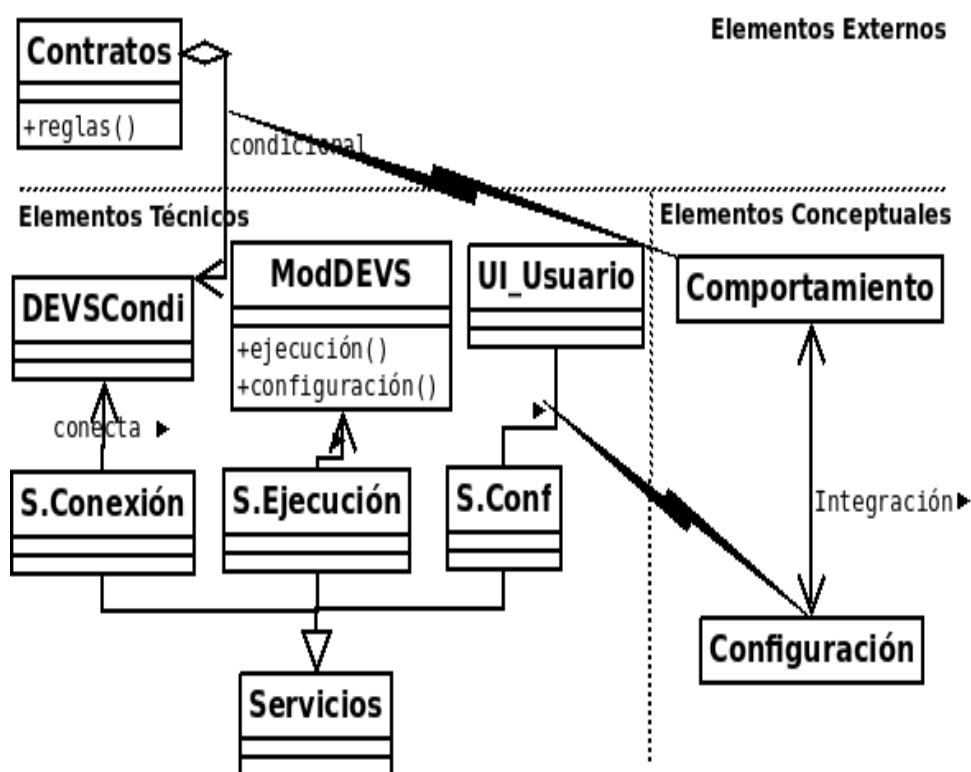 Elementos Externos
Contratos
+reglas()
condicional
Elementos Técnicos
Elementos Conceptuales
DEVSCondi
ModDEVS
+ejecución()
+configuración()
UI_Usuario
Comportamiento
conecta
S.Conexión
S.Ejecución
S.Conf
Integración
Configuración
Servicios